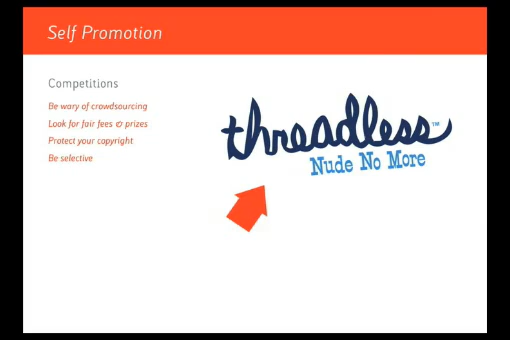 Self Promotion
Competitions
Be wary of crowdsourcing
Look for fair fees & prizes
Protect your copyright
Be selective
threadless™
Nude No More